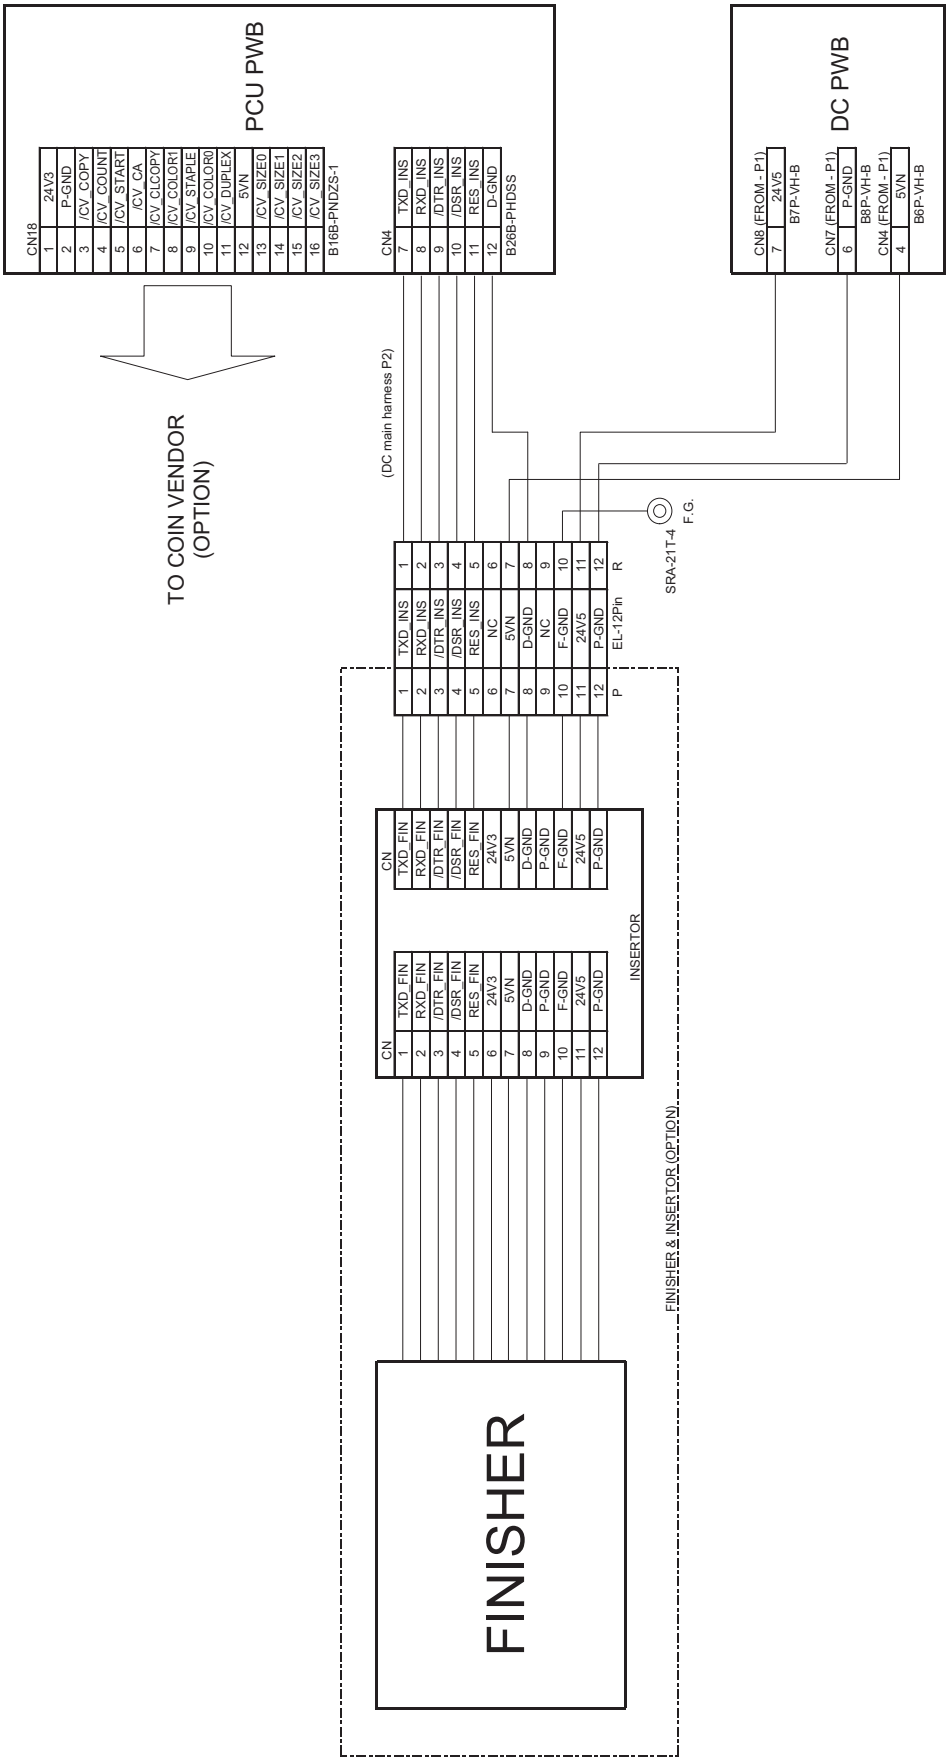 PCU PWB
CN18
1 24V3
2 P-GND
3 /CV_COPY
4 /CV_COUNT
5 /CV_START
6 /CV_CA
7 /CV_CLCOPY
8 /CV_COLOR1
9 /CV_STAPLE
10 /CV_COLOR0
11 /CV_DUPLEX
12 5VN
13 /CV_SIZE0
14 /CV_SIZE1
15 /CV_SIZE2
16 /CV_SIZE3
B16B-PNDZS-1
CN4
7 TXD_INS
8 RXD_INS
9 /DTR_INS
10 /DSR_INS
11 RES_INS
12 D-GND
B26B-PHDSS
DC PWB
CN8 (FROM - P1)
7 24V5
B7P-VH-B
CN7 (FROM - P1)
6 P-GND
B8P-VH-B
CN4 (FROM - P1)
4 5VN
B6P-VH-B
TO COIN VENDOR
(OPTION)
(DC main harness P2)
SRA-21T-4
F.G.
1 TXD_INS 1
2 RXD_INS 2
3 /DTR_INS 3
4 /DSR_INS 4
5 RES_INS 5
6 NC 6
7 5VN 7
8 D-GND 8
9 NC 9
10 F-GND 10
11 24V5 11
12 P-GND 12
P EL-12Pin R
CN
TXD_FIN
RXD_FIN
/DTR_FIN
/DSR_FIN
RES_FIN
24V3
5VN
D-GND
P-GND
F-GND
24V5
P-GND
CN
1 TXD_FIN
2 RXD_FIN
3 /DTR_FIN
4 /DSR_FIN
5 RES_FIN
6 24V3
7 5VN
8 D-GND
9 P-GND
10 F-GND
11 24V5
12 P-GND
INSERTOR
FINISHER & INSERTOR (OPTION)
FINISHER